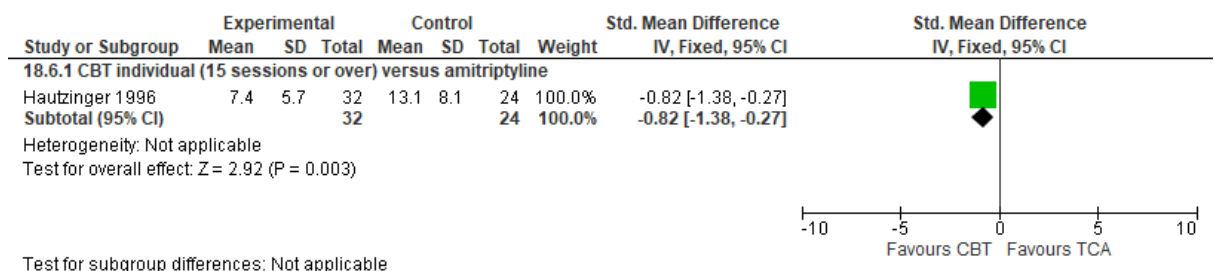 Experimental Control Std. Mean Difference Std. Mean Difference
Study or Subgroup Mean SD Total Mean SD Total Weight IV, Fixed, 95% CI IV, Fixed, 95% CI
18.6.1 CBT individual (15 sessions or over) versus amitriptyline
Hautzinger 1996 7.4 5.7 32 13.1 8.1 24 100.0% -0.82 [-1.38, -0.27]
Subtotal (95% CI) 32 24 100.0% -0.82 [-1.38, -0.27]
Heterogeneity: Not applicable
Test for overall effect: Z = 2.92 (P = 0.003)
-10 -5 0 5 10
Favours CBT Favours TCA
Test for subgroup differences: Not applicable